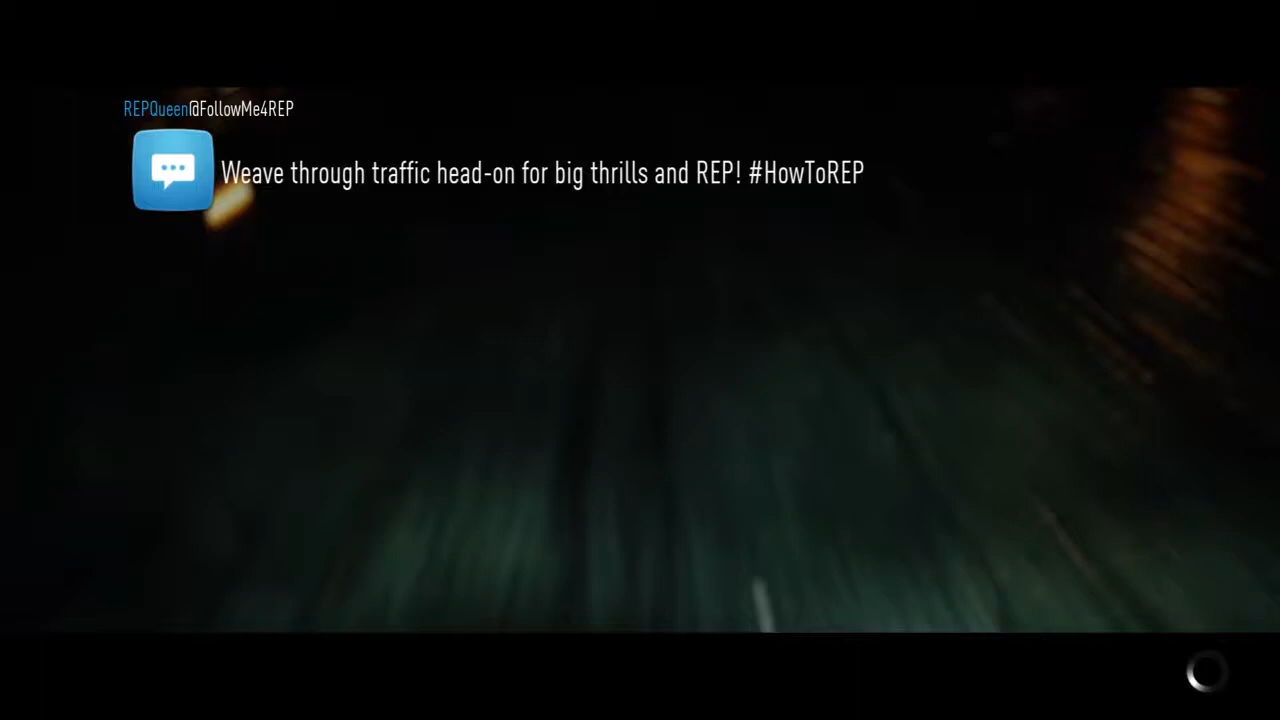 REPQueen@FollowMe4REP
Weave through traffic head-on for big thrills and REP! #HowToREP